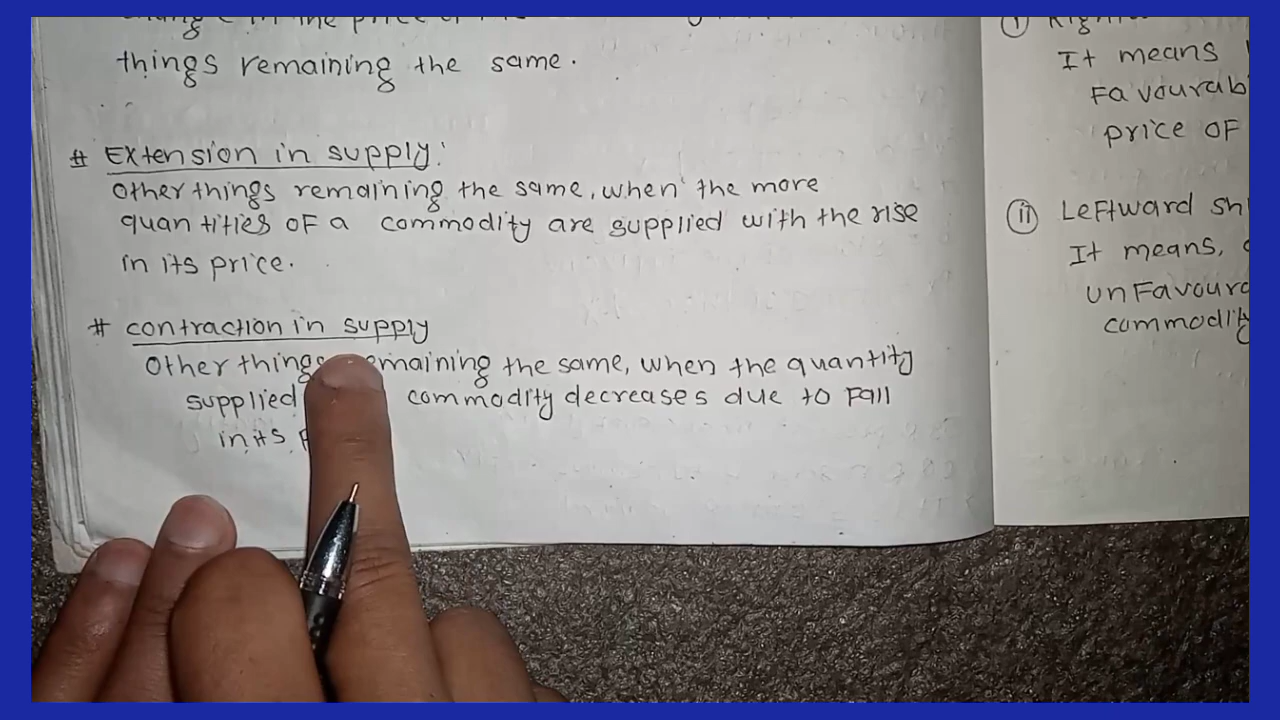 things remaining the same.
# Extension in supply:
Other things remaining the same, when the more
quantities of a commodity are supplied with the rise
in its price.
# contraction in supply
Other things remaining the same, when the quantity
supplied commodity decreases due to Fall
in its
It means
Favourab
price of
(ii) Leftward sh
It means,
unFavoura
commodity